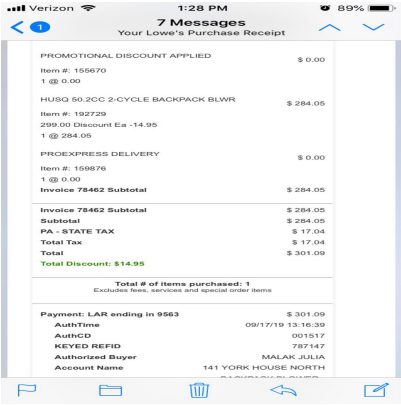 Verizon 1:28 PM 89%
1 7 Messages
Your Lowe's Purchase Receipt
PROMOTIONAL DISCOUNT APPLIED $ 0.00
Item #: 155670
1 @ 0.00
HUSQ 50.2CC 2-CYCLE BACKPACK BLWR $ 284.05
Item #: 192729
299.00 Discount Ea -14.95
1 @ 284.05
PROEXPRESS DELIVERY $ 0.00
Item #: 159876
1 @ 0.00
Invoice 78462 Subtotal $ 284.05
Invoice 78462 Subtotal $ 284.05
Subtotal $ 284.05
PA - STATE TAX $ 17.04
Total Tax $ 17.04
Total $ 301.09
Total Discount: $14.95
Total # of items purchased: 1
Excludes fees, services and special order items
Payment: LAR ending in 9563 $ 301.09
AuthTime 09/17/19 13:16:39
AuthCD 001517
KEYED REFID 787147
Authorized Buyer MALAK JULIA
Account Name 141 YORK HOUSE NORTH